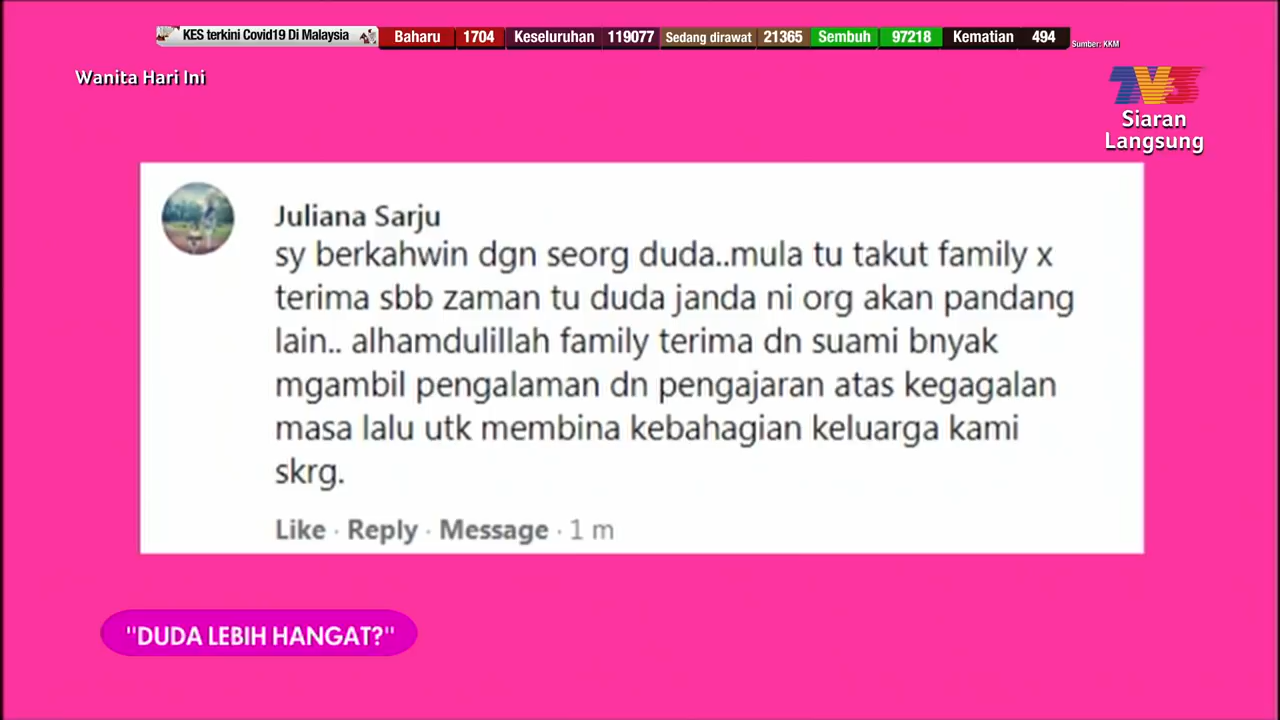 KES terkini Covid19 Di Malaysia Baharu 1704 Keseluruhan 119077 Sedang dirawat 21365 Sembuh 97218 Kematian 494 Sumber: KKM
Wanita Hari Ini
TV3
Siaran
Langsung
Juliana Sarju
sy berkahwin dgn seorg duda..mula tu takut family x
terima sbb zaman tu duda janda ni org akan pandang
lain.. alhamdulillah family terima dn suami bnyak
mgambil pengalaman dn pengajaran atas kegagalan
masa lalu utk membina kebahagian keluarga kami
skrg.
Like · Reply · Message · 1 m
"DUDA LEBIH HANGAT?"